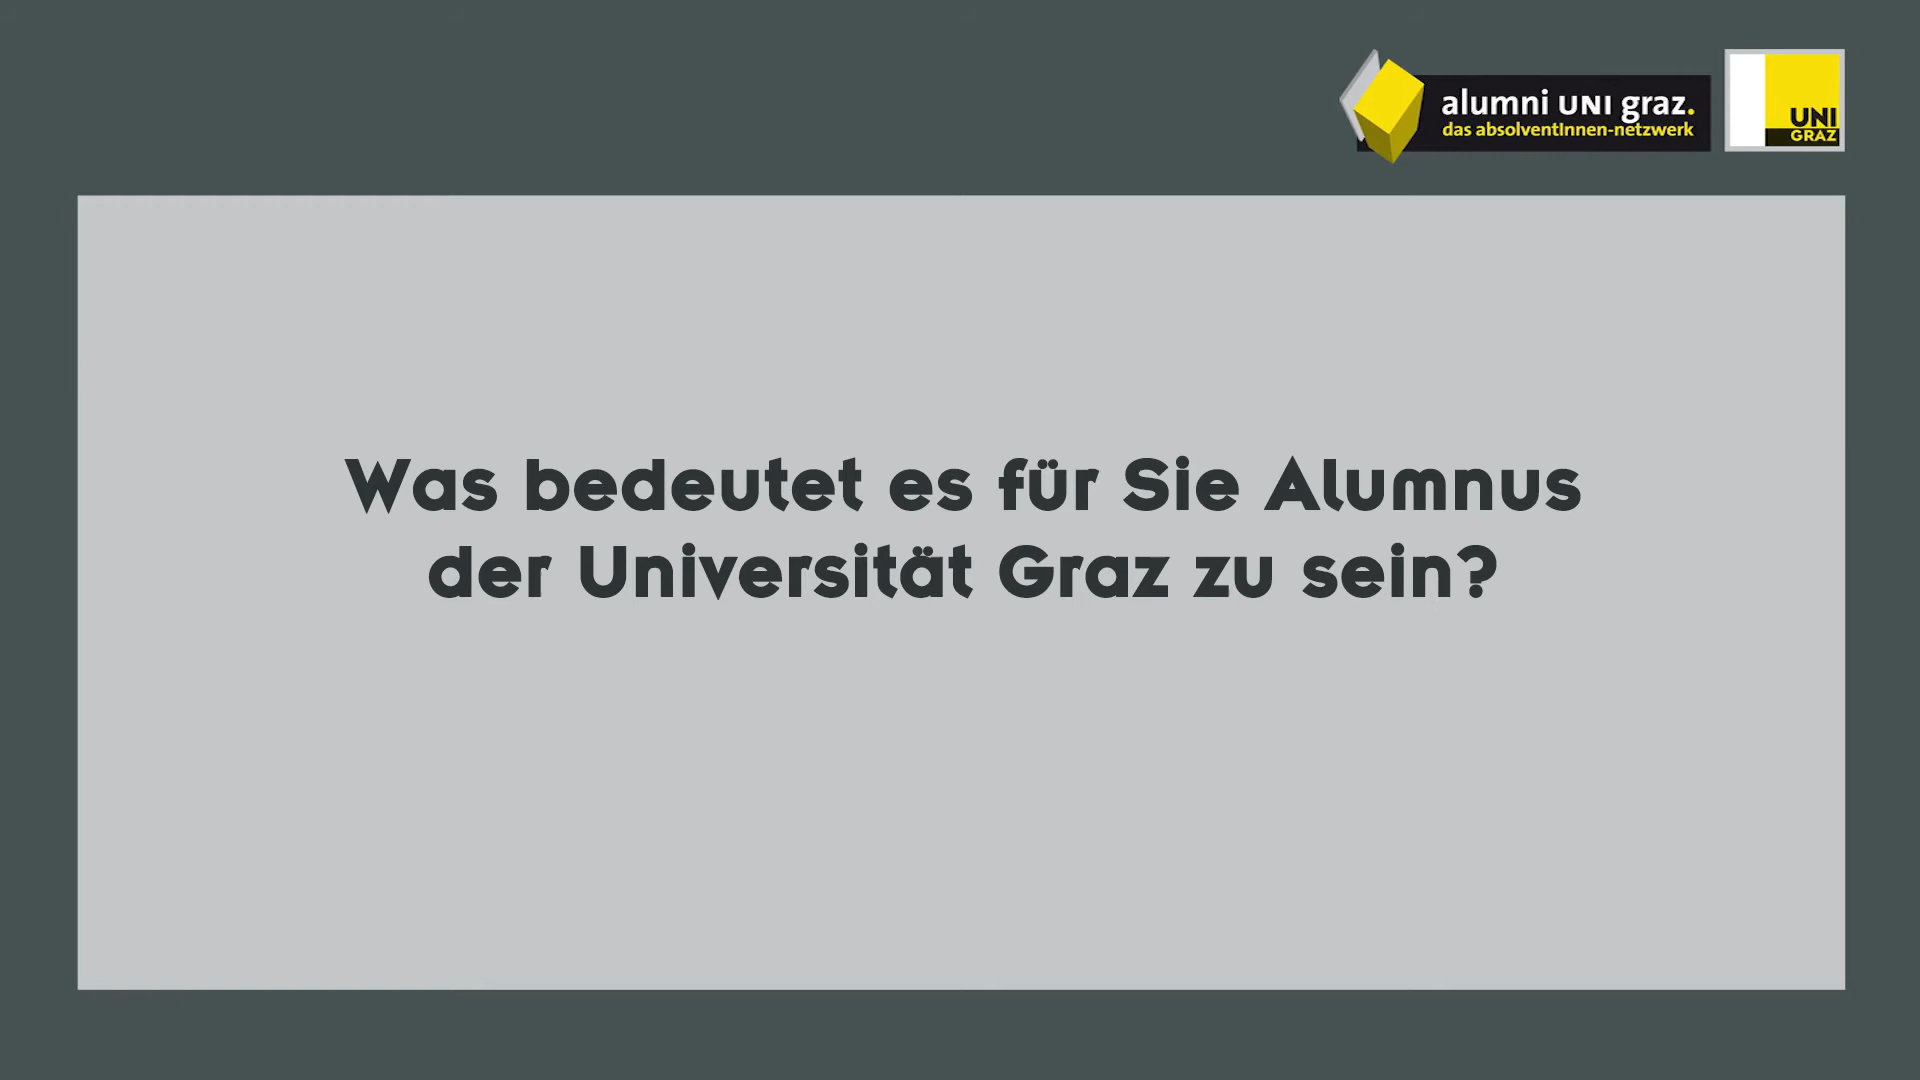 alumni UNI graz.
das absolventInnen-netzwerk
UNI
GRAZ
Was bedeutet es für Sie Alumnus
der Universität Graz zu sein?